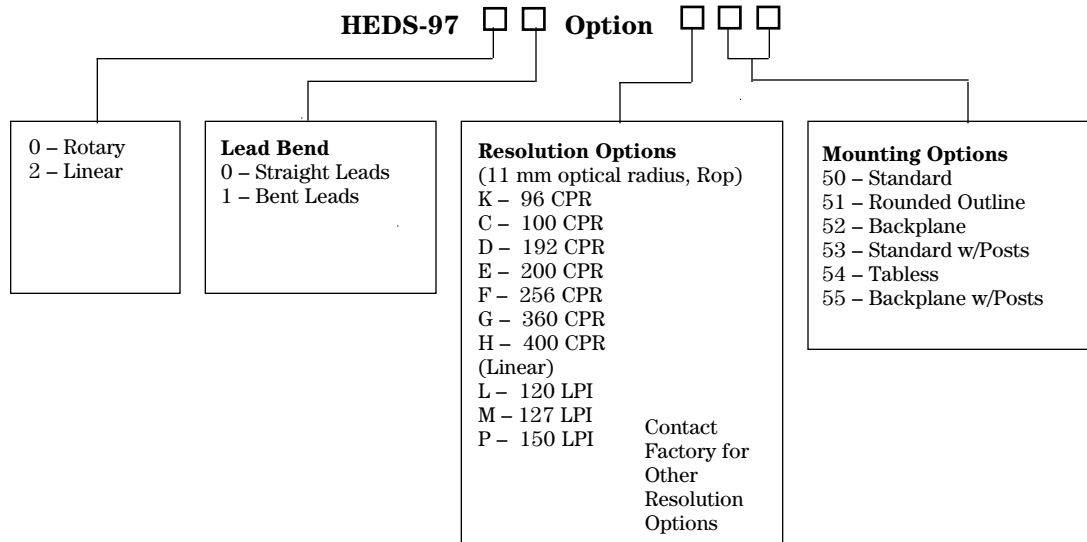 HEDS-97 Option
0 – Rotary
2 – Linear
Lead Bend
0 – Straight Leads
1 – Bent Leads
Resolution Options
(11 mm optical radius, Rop)
K – 96 CPR
C – 100 CPR
D – 192 CPR
E – 200 CPR
F – 256 CPR
G – 360 CPR
H – 400 CPR
(Linear)
L – 120 LPI
M – 127 LPI
P – 150 LPI
Contact
Factory for
Other
Resolution
Options
Mounting Options
50 – Standard
51 – Rounded Outline
52 – Backplane
53 – Standard w/Posts
54 – Tabless
55 – Backplane w/Posts